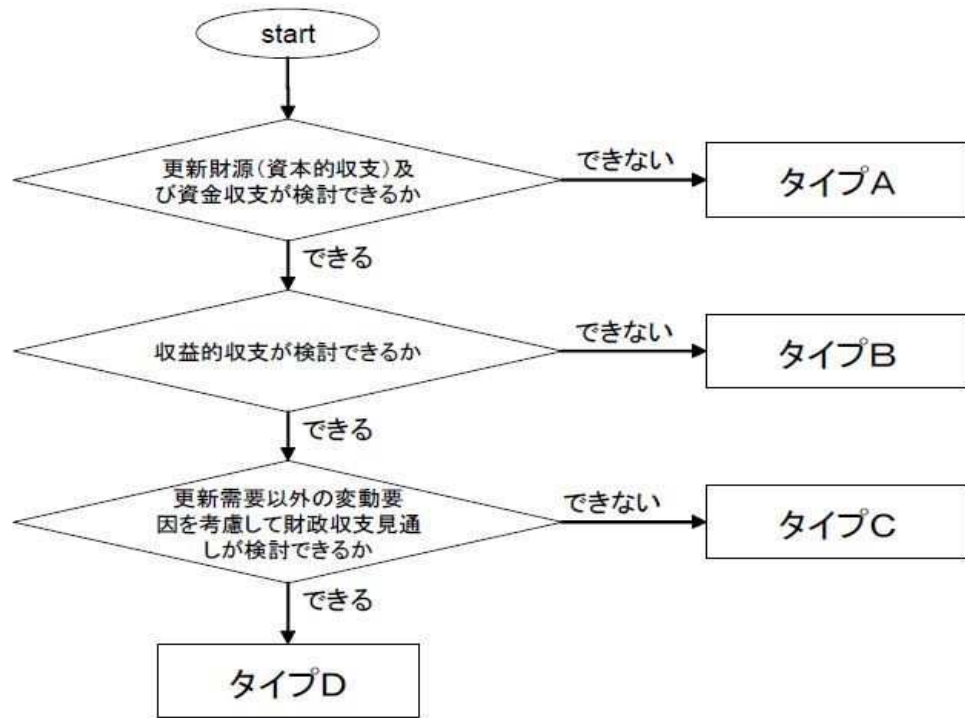 start
更新財源(資本的収支)及
び資金収支が検討できるか
できない
タイプA
できる
収益的収支が検討できるか
できない
タイプB
できる
更新需要以外の変動要
因を考慮して財政収支見通
しが検討できるか
できない
タイプC
できる
タイプD